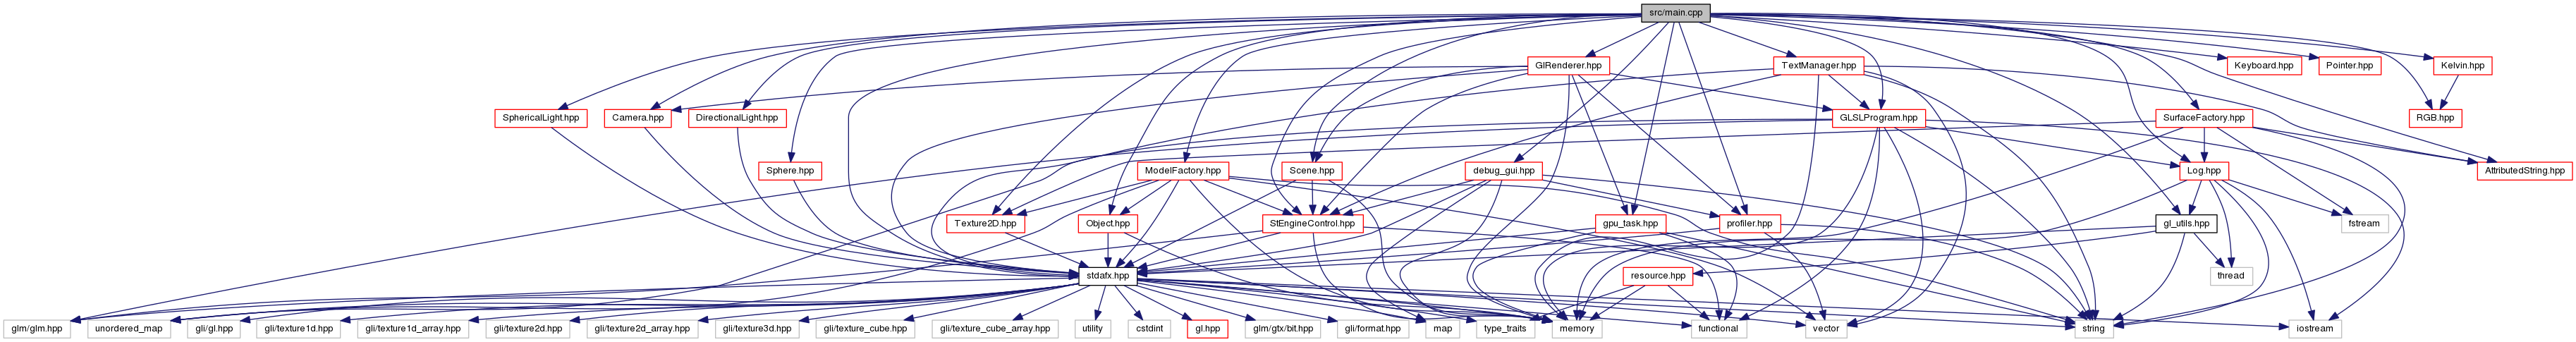 src/main.cpp
GlRenderer.hpp
TextManager.hpp
Keyboard.hpp
Pointer.hpp
Kelvin.hpp
SphericalLight.hpp
Camera.hpp
DirectionalLight.hpp
GLSLProgram.hpp
SurfaceFactory.hpp
RGB.hpp
Sphere.hpp
ModelFactory.hpp
Scene.hpp
debug_gui.hpp
Log.hpp
AttributedString.hpp
Texture2D.hpp
Object.hpp
StEngineControl.hpp
gpu_task.hpp
profiler.hpp
gl_utils.hpp
fstream
stdafx.hpp
resource.hpp
thread
glm/glm.hpp
unordered_map
gli/gl.hpp
gli/texture1d.hpp
gli/texture1d_array.hpp
gli/texture2d.hpp
gli/texture2d_array.hpp
gli/texture3d.hpp
gli/texture_cube.hpp
gli/texture_cube_array.hpp
utility
cstdint
gl.hpp
glm/gtx/bit.hpp
gli/format.hpp
map
type_traits
memory
functional
vector
string
iostream